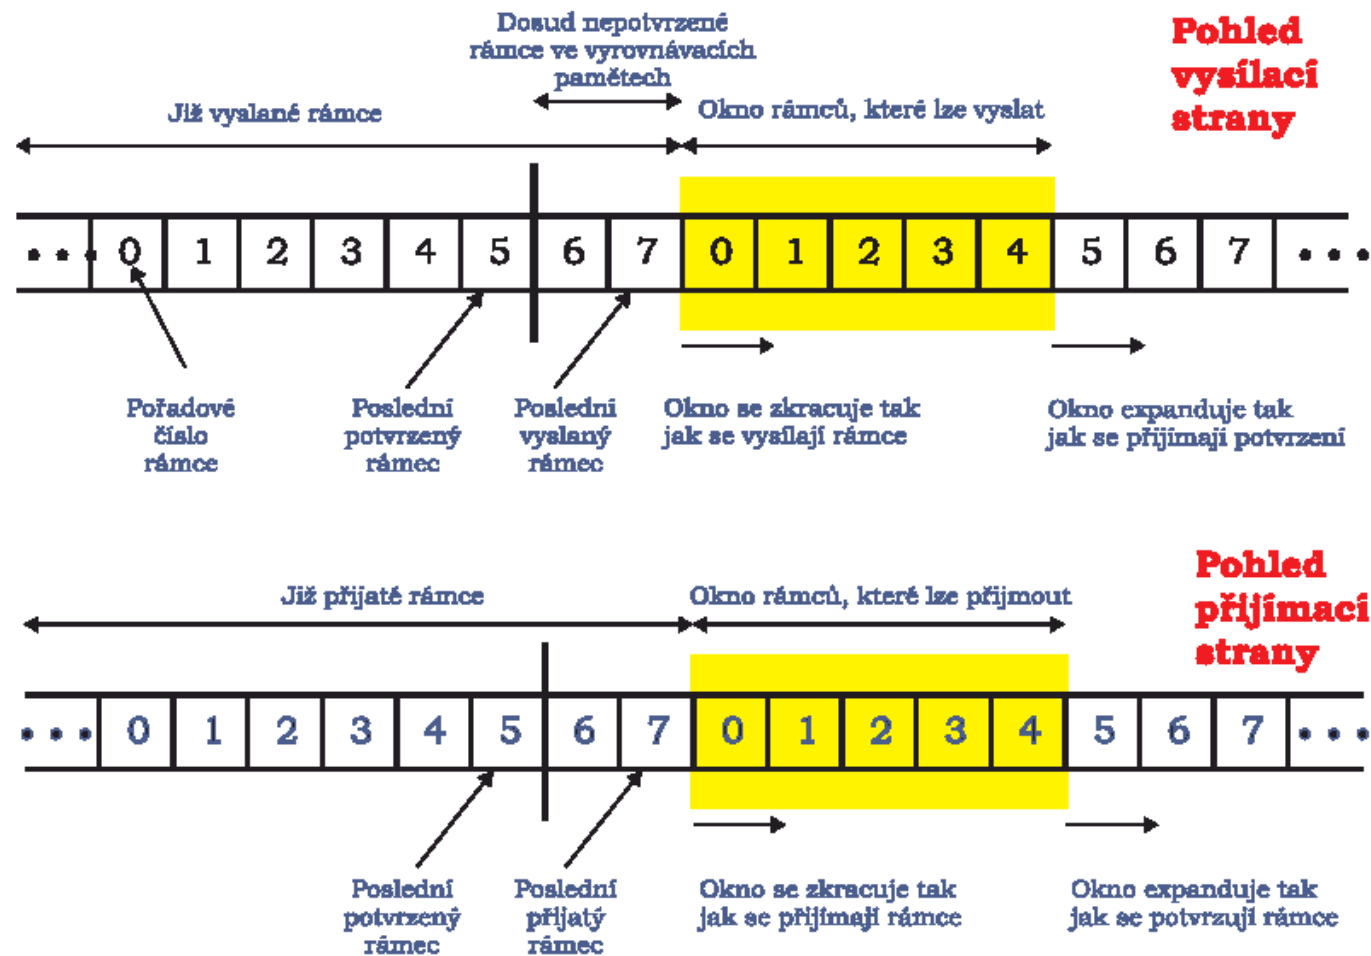 Dosud nepotvrzené
rámce ve vyrovnávacích
pamětech
Pohled
vysílací
strany
Již vyslané rámce
Okno rámců, které lze vyslat
• • • 0 1 2 3 4 5 6 7 0 1 2 3 4 5 6 7 • • •
Pořadové
číslo
rámce
Poslední
potvrzený
rámec
Poslední
vyslaný
rámec
Okno se zkracuje tak
jak se vysílají rámce
Okno expanduje tak
jak se přijímají potvrzení
Pohled
přijímací
strany
Již přijaté rámce
Okno rámců, které lze přijmout
• • • 0 1 2 3 4 5 6 7 0 1 2 3 4 5 6 7 • • •
Poslední
potvrzený
rámec
Poslední
přijatý
rámec
Okno se zkracuje tak
jak se přijímají rámce
Okno expanduje tak
jak se potvrzují rámce